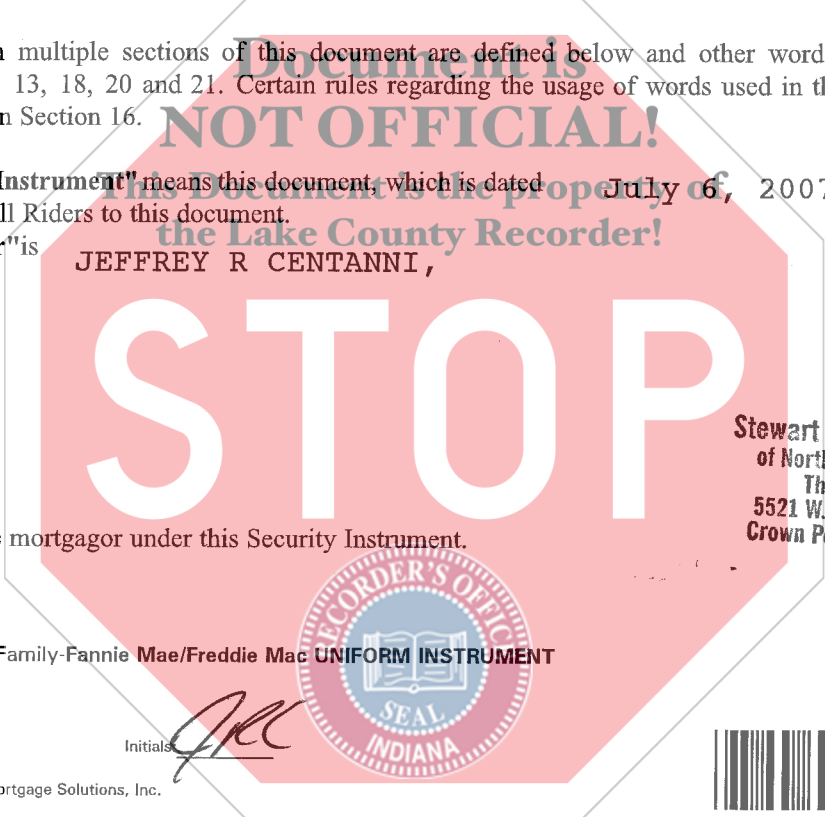 Document is
multiple sections of this document are defined below and other word
13, 18, 20 and 21. Certain rules regarding the usage of words used in
n Section 16.
NOT OFFICIAL!
Instrument" means this document, which is dated July 6, 2007
This Document is the property of
ll Riders to this document.
the Lake County Recorder!
r" is
JEFFREY R CENTANNI,
STOP
Stewart
of Nort
Th
5521 W.
Crown P
mortgagor under this Security Instrument.
RECORDER'S OFFIC
Family-Fannie Mae/Freddie Mac UNIFORM INSTRUMENT
SEAL
INDIANA
Initials: JRC
ortgage Solutions, Inc.